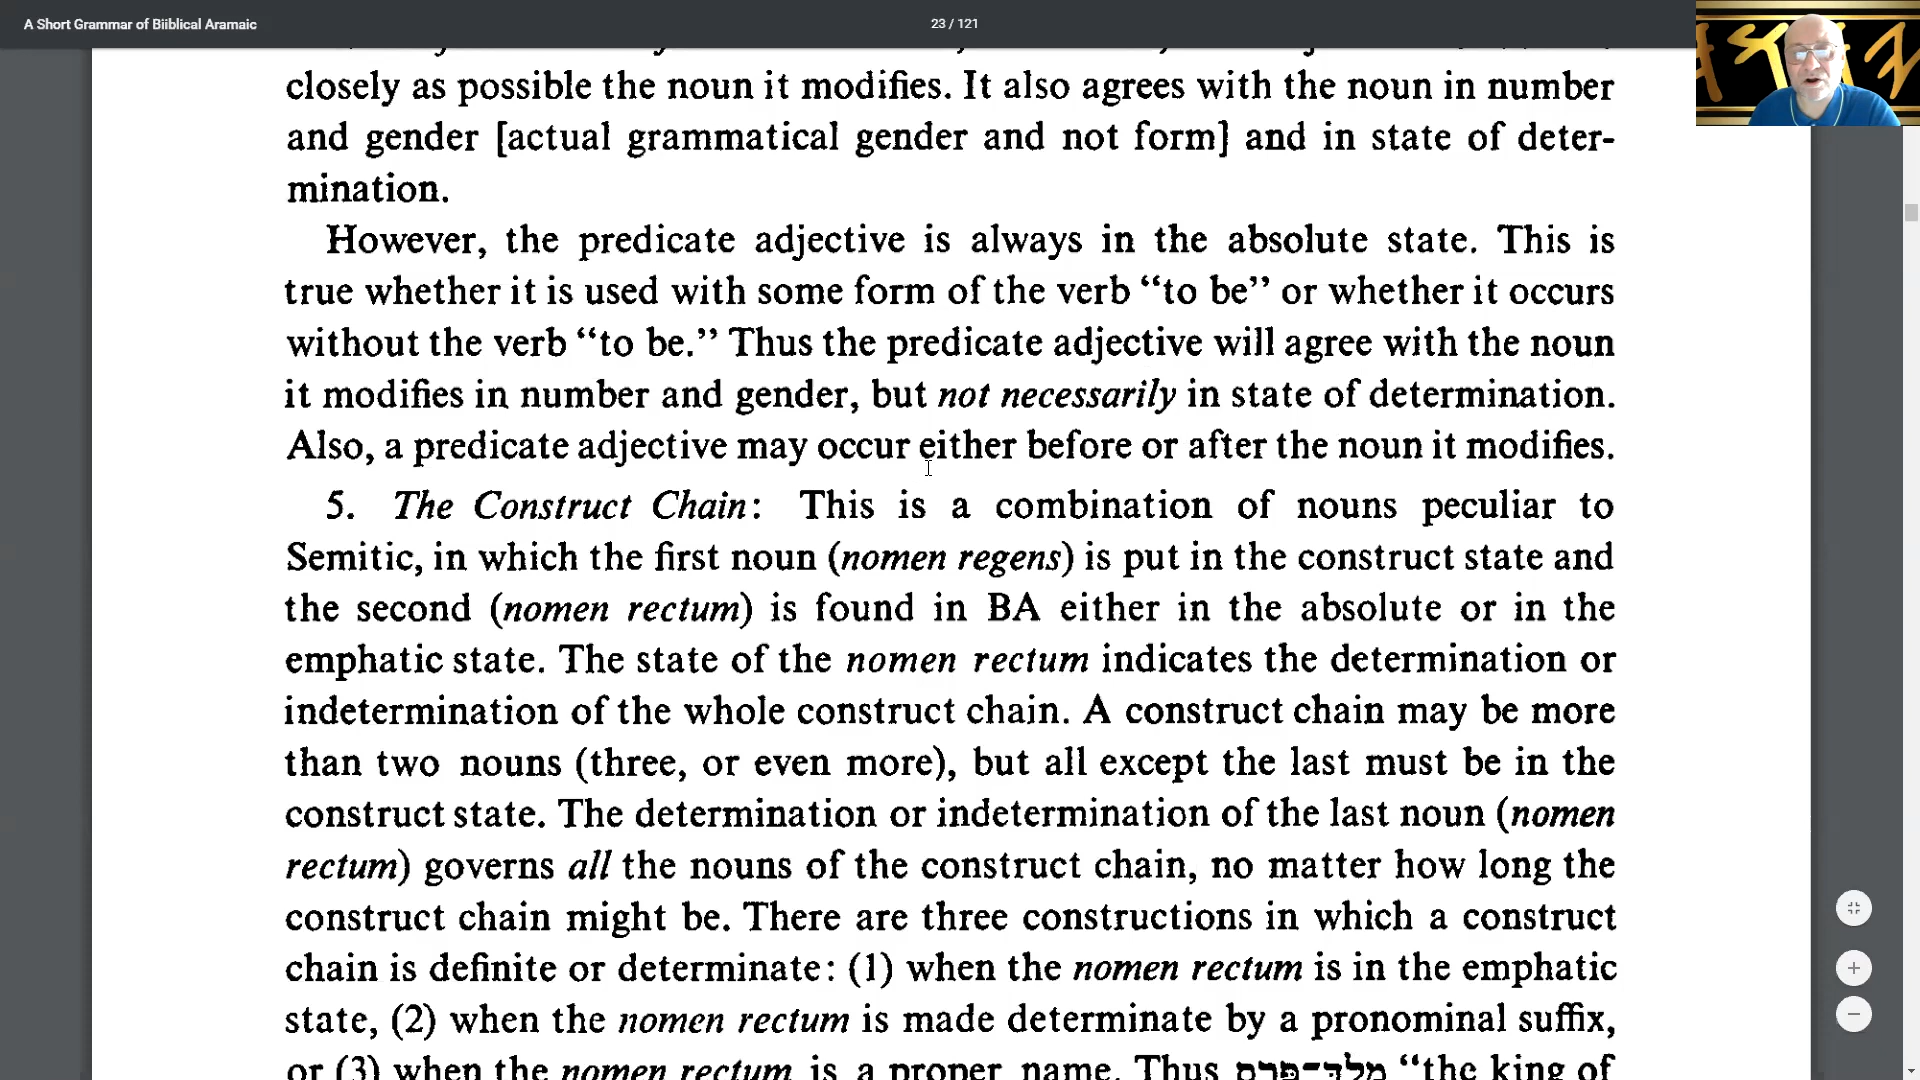 A Short Grammar of Biiblical Aramaic
23 / 121
closely as possible the noun it modifies. It also agrees with the noun in number
and gender [actual grammatical gender and not form] and in state of deter-
mination.
However, the predicate adjective is always in the absolute state. This is
true whether it is used with some form of the verb “to be” or whether it occurs
without the verb “to be.” Thus the predicate adjective will agree with the noun
it modifies in number and gender, but not necessarily in state of determination.
Also, a predicate adjective may occur either before or after the noun it modifies.
5. The Construct Chain: This is a combination of nouns peculiar to
Semitic, in which the first noun (nomen regens) is put in the construct state and
the second (nomen rectum) is found in BA either in the absolute or in the
emphatic state. The state of the nomen rectum indicates the determination or
indetermination of the whole construct chain. A construct chain may be more
than two nouns (three, or even more), but all except the last must be in the
construct state. The determination or indetermination of the last noun (nomen
rectum) governs all the nouns of the construct chain, no matter how long the
construct chain might be. There are three constructions in which a construct
chain is definite or determinate: (1) when the nomen rectum is in the emphatic
state, (2) when the nomen rectum is made determinate by a pronominal suffix,
or (3) when the nomen rectum is a proper name. Thus “the king of